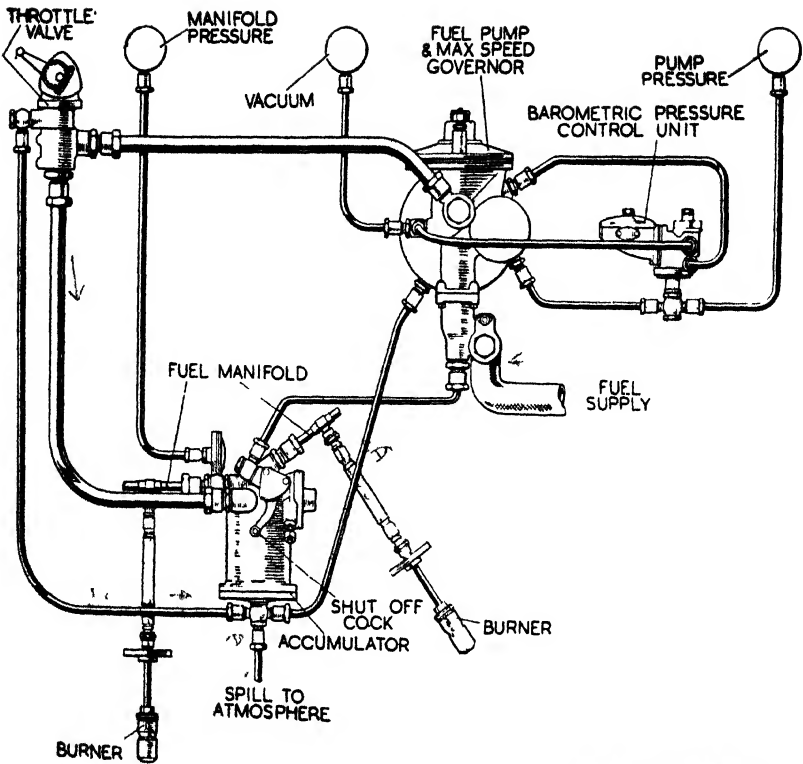 THROTTLE
VALVE
MANIFOLD
PRESSURE
VACUUM
FUEL PUMP
& MAX SPEED
GOVERNOR
PUMP
PRESSURE
BAROMETRIC PRESSURE
CONTROL UNIT
FUEL MANIFOLD
FUEL
SUPPLY
SHUT OFF
COCK
ACCUMULATOR
BURNER
SPILL TO
ATMOSPHERE
BURNER